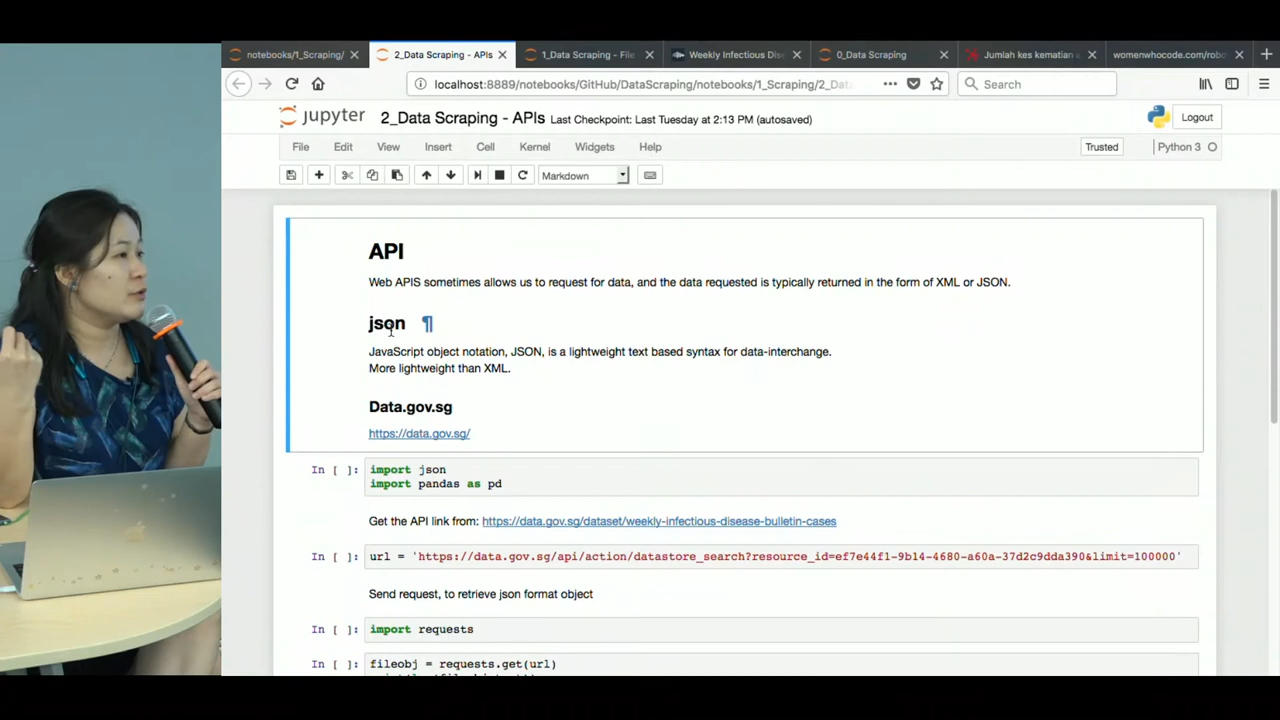 notebooks/1_Scraping/
2_Data Scraping - APIs
1_Data Scraping - File
Weekly Infectious Dise
0_Data Scraping
Jumlah kes kematian
womenwhocode.com/robo
localhost:8889/notebooks/GitHub/DataScraping/notebooks/1_Scraping/2_Data
Search
jupyter
2_Data Scraping - APIs Last Checkpoint: Last Tuesday at 2:13 PM (autosaved)
Logout
File Edit View Insert Cell Kernel Widgets Help
Trusted
Python 3
Markdown
API
Web APIS sometimes allows us to request for data, and the data requested is typically returned in the form of XML or JSON.
json ¶
JavaScript object notation, JSON, is a lightweight text based syntax for data-interchange.
More lightweight than XML.
Data.gov.sg
https://data.gov.sg/
In [ ]: import json
import pandas as pd
Get the API link from: https://data.gov.sg/dataset/weekly-infectious-disease-bulletin-cases
In [ ]: url = 'https://data.gov.sg/api/action/datastore_search?resource_id=ef7e44f1-9b14-4680-a60a-37d2c9dda390&limit=100000'
Send request, to retrieve json format object
In [ ]: import requests
In [ ]: fileobj = requests.get(url)